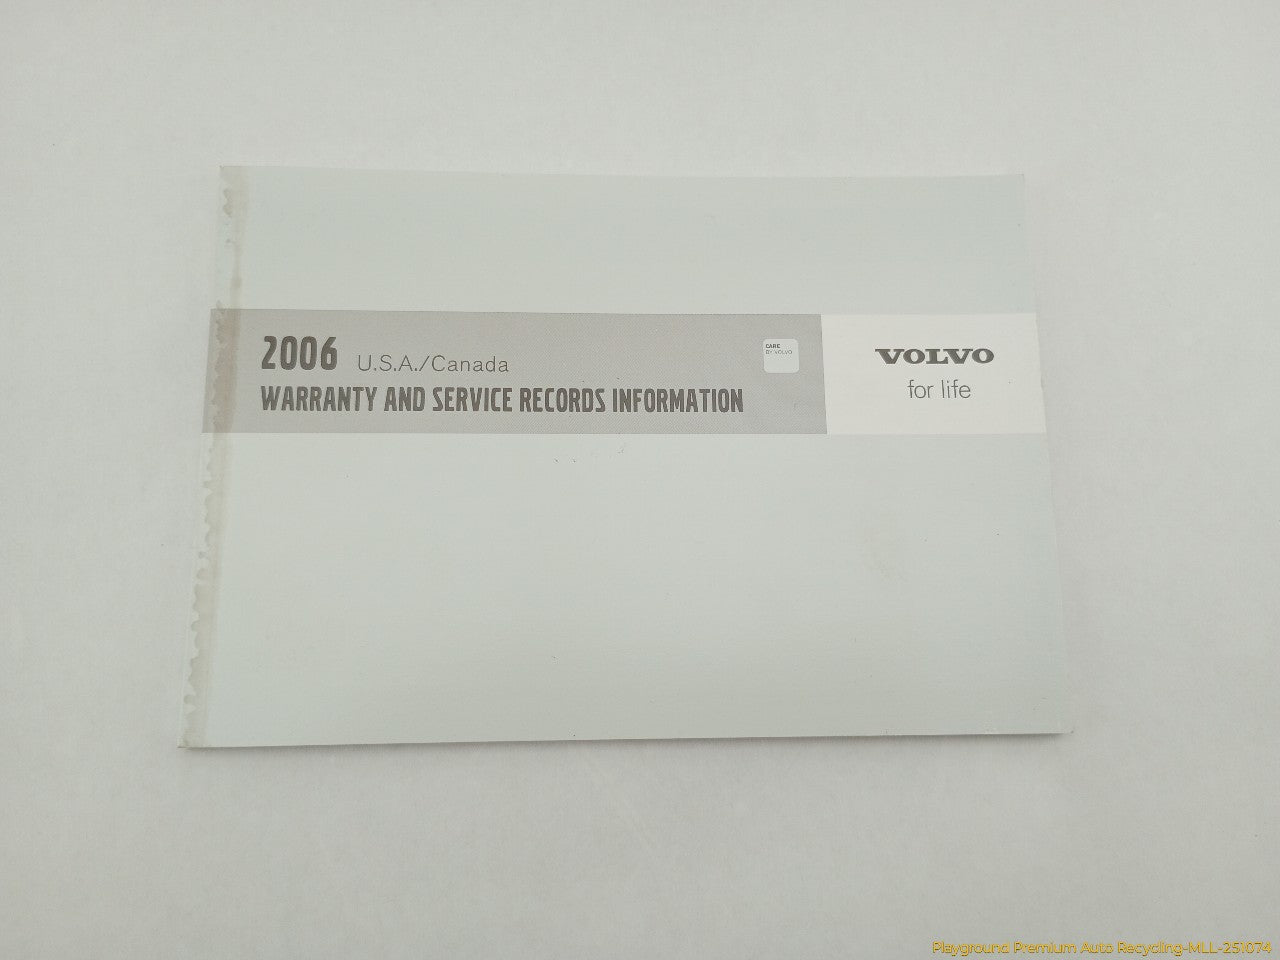 2006 U.S.A./Canada
WARRANTY AND SERVICE RECORDS INFORMATION
CARE
BY VOLVO
VOLVO
for life
Playground Premium Auto Recycling-MLL-251074